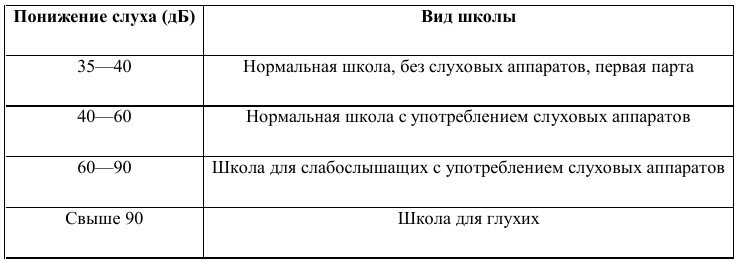 Понижение слуха (дБ) Вид школы
35—40 Нормальная школа, без слуховых аппаратов, первая парта
40—60 Нормальная школа с употреблением слуховых аппаратов
60—90 Школа для слабослышащих с употреблением слуховых аппаратов
Свыше 90 Школа для глухих